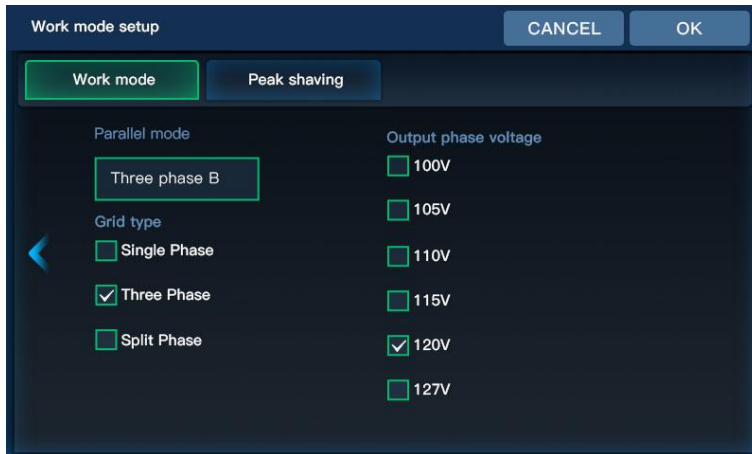 Work mode setup
CANCEL
OK
Work mode
Peak shaving
Parallel mode
Three phase B
Grid type
Single Phase
Three Phase
Split Phase
Output phase voltage
100V
105V
110V
115V
120V
127V